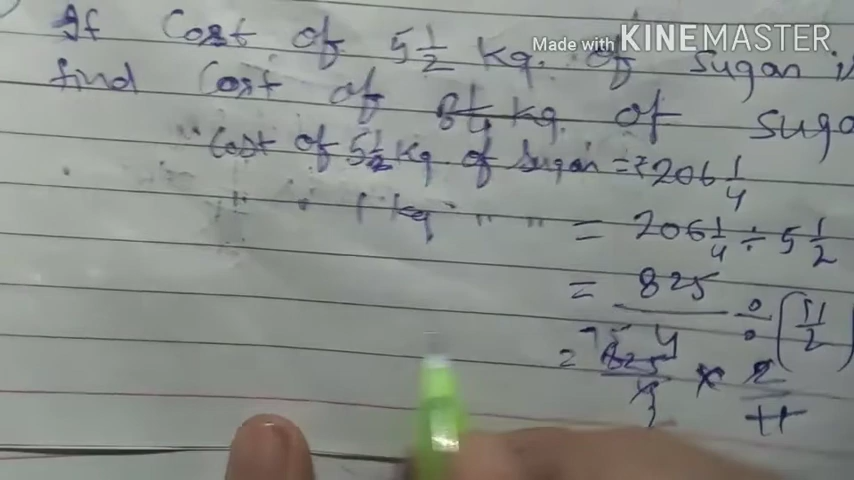 If Cost of 5 1/2 kg. of Sugar is
Made with KINEMASTER
find Cost of 8 1/4 kg. of Suga
Cost of 5 1/2 Kg of Sugar = ₹206 1/4
" " 1 kg " " " = 206 1/4 ÷ 5 1/2
= 825/4 ÷ (11/2)
= 825/4 × 2/11
75